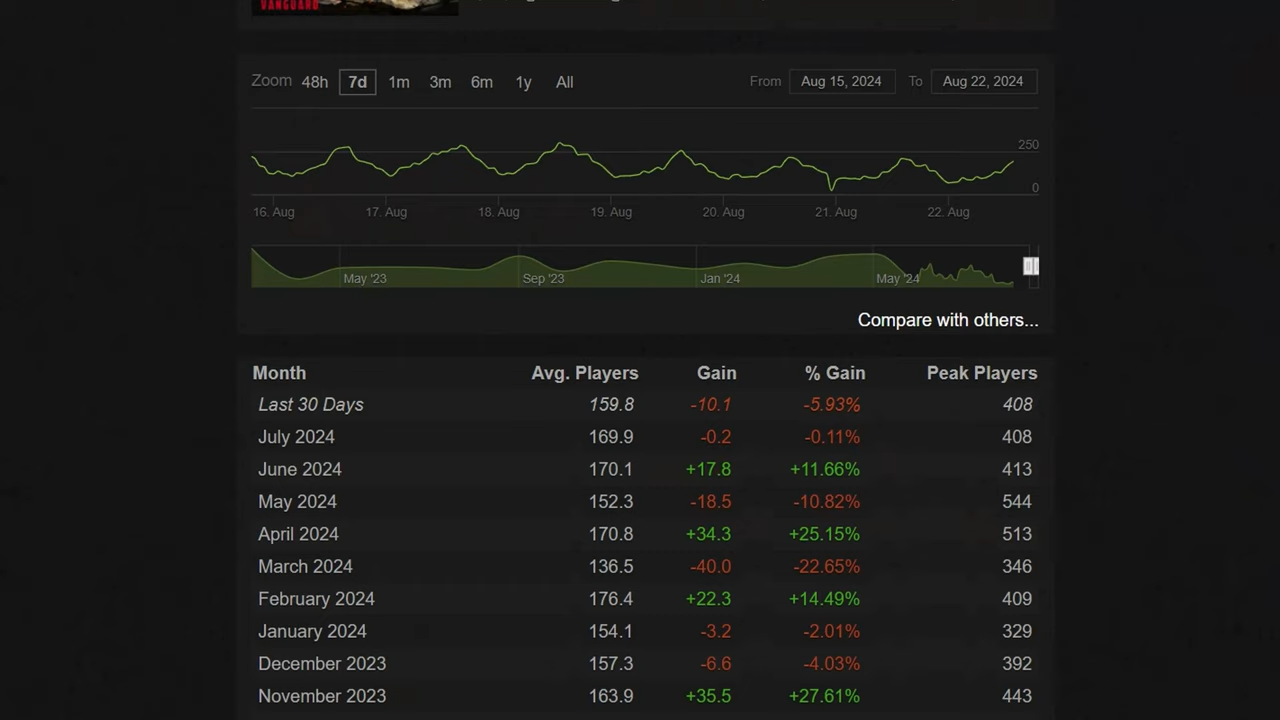 VANGUARD
Zoom 48h 7d 1m 3m 6m 1y All From Aug 15, 2024 To Aug 22, 2024
250
0
16. Aug 17. Aug 18. Aug 19. Aug 20. Aug 21. Aug 22. Aug
May '23 Sep '23 Jan '24 May '24
Compare with others...
Month Avg. Players Gain % Gain Peak Players
Last 30 Days 159.8 -10.1 -5.93% 408
July 2024 169.9 -0.2 -0.11% 408
June 2024 170.1 +17.8 +11.66% 413
May 2024 152.3 -18.5 -10.82% 544
April 2024 170.8 +34.3 +25.15% 513
March 2024 136.5 -40.0 -22.65% 346
February 2024 176.4 +22.3 +14.49% 409
January 2024 154.1 -3.2 -2.01% 329
December 2023 157.3 -6.6 -4.03% 392
November 2023 163.9 +35.5 +27.61% 443